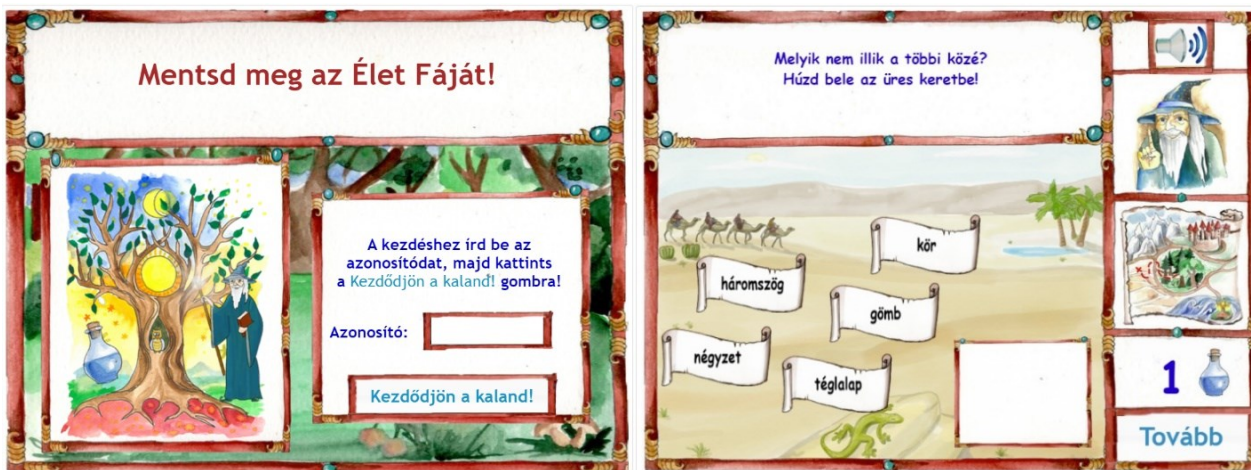 Mentsd meg az Élet Fáját!
A kezdéshez írd be az
azonosítódat, majd kattints
a Kezdődjön a kaland! gombra!
Azonosító:
Kezdődjön a kaland!
Melyik nem illik a többi közé?
Húzd bele az üres keretbe!
kör
háromszög
gömb
négyzet
téglalap
1
Tovább